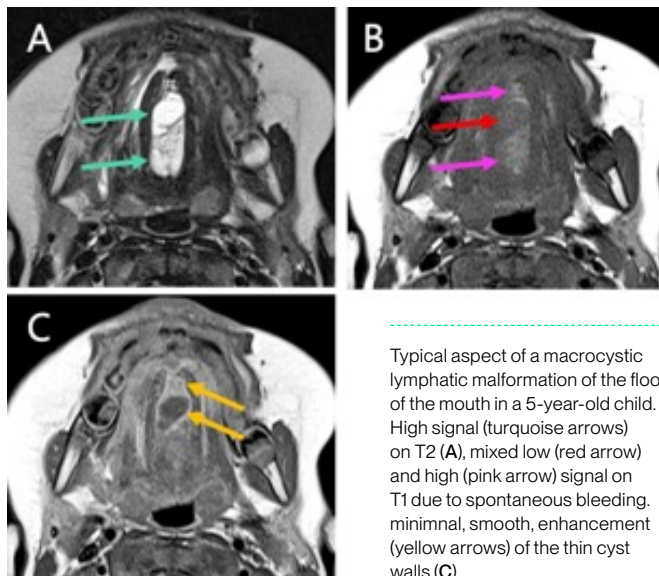 A
B
C
Typical aspect of a macrocystic
lymphatic malformation of the floo
of the mouth in a 5-year-old child.
High signal (turquoise arrows)
on T2 (A), mixed low (red arrow)
and high (pink arrow) signal on
T1 due to spontaneous bleeding.
minimnal, smooth, enhancement
(yellow arrows) of the thin cyst
walls (C)